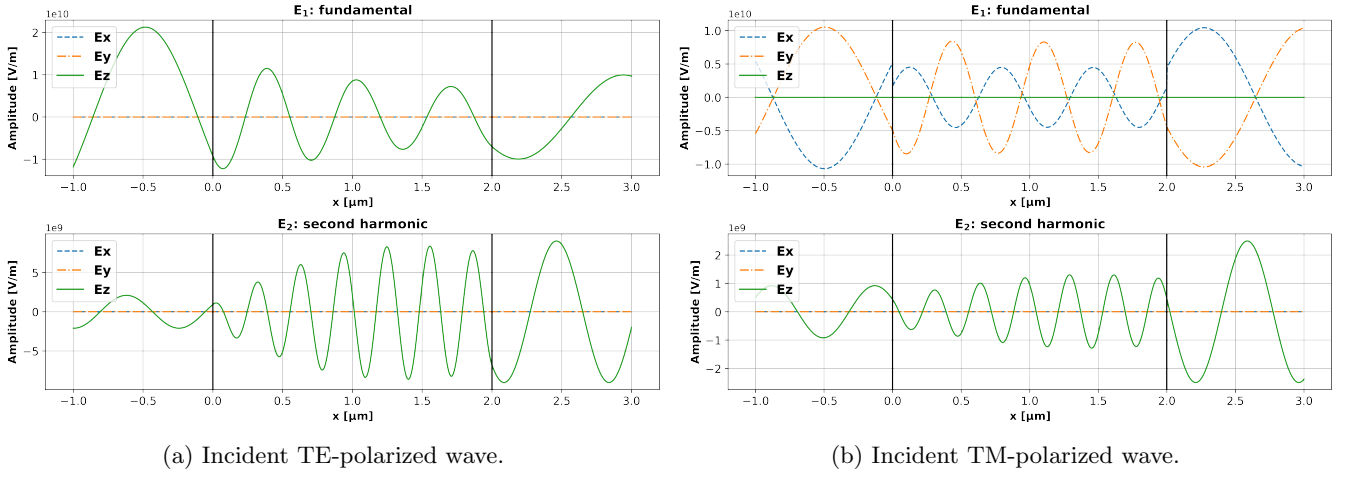 E1: fundamental
1e10
Ex
Ey
Ez
2
1
0
−1
Amplitude [V/m]
−1.0 −0.5 0.0 0.5 1.0 1.5 2.0 2.5 3.0
x [µm]
E2: second harmonic
1e9
Ex
Ey
Ez
5
0
−5
Amplitude [V/m]
−1.0 −0.5 0.0 0.5 1.0 1.5 2.0 2.5 3.0
x [µm]
(a) Incident TE-polarized wave.
E1: fundamental
1e10
Ex
Ey
Ez
1.0
0.5
0.0
−0.5
−1.0
Amplitude [V/m]
−1.0 −0.5 0.0 0.5 1.0 1.5 2.0 2.5 3.0
x [µm]
E2: second harmonic
1e9
Ex
Ey
Ez
2
1
0
−1
−2
Amplitude [V/m]
−1.0 −0.5 0.0 0.5 1.0 1.5 2.0 2.5 3.0
x [µm]
(b) Incident TM-polarized wave.